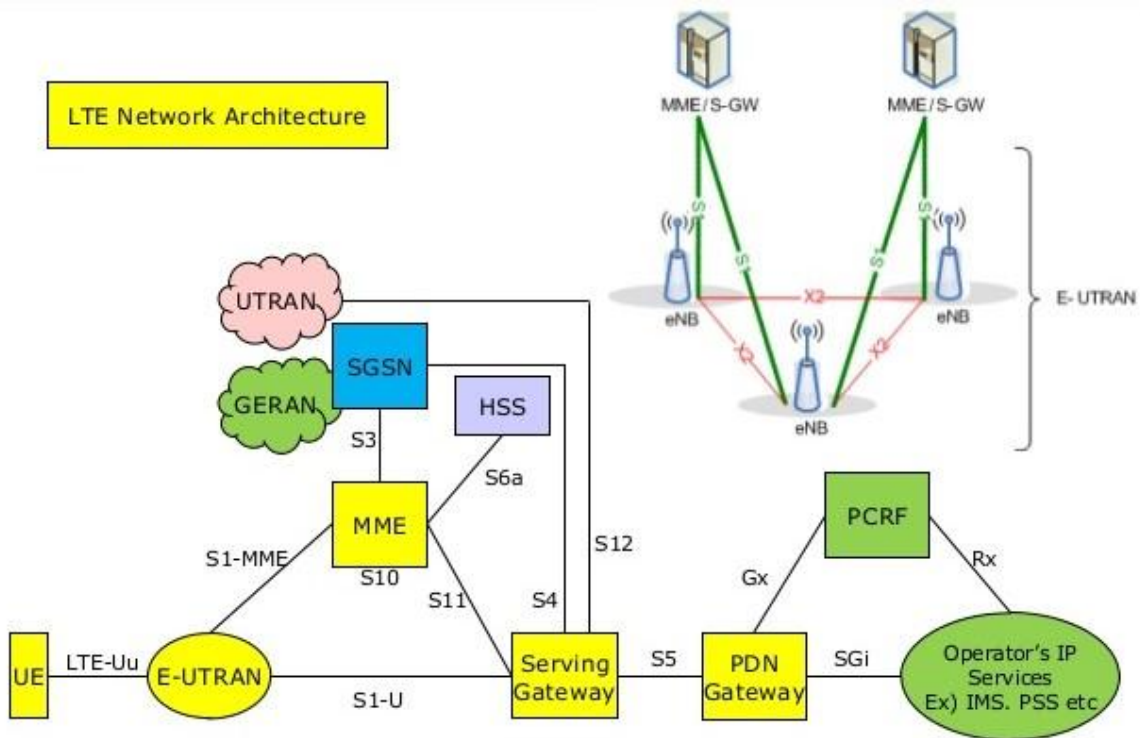 LTE Network Architecture
MME/S-GW
MME/S-GW
S1
S1
S1
S1
X2
X2
X2
eNB
eNB
eNB
E- UTRAN
UTRAN
SGSN
GERAN
HSS
S3
S6a
MME
PCRF
S1-MME
S10
S11
S4
S12
Gx
Rx
UE
LTE-Uu
E-UTRAN
S1-U
Serving
Gateway
S5
PDN
Gateway
SGi
Operator's IP
Services
Ex) IMS. PSS etc